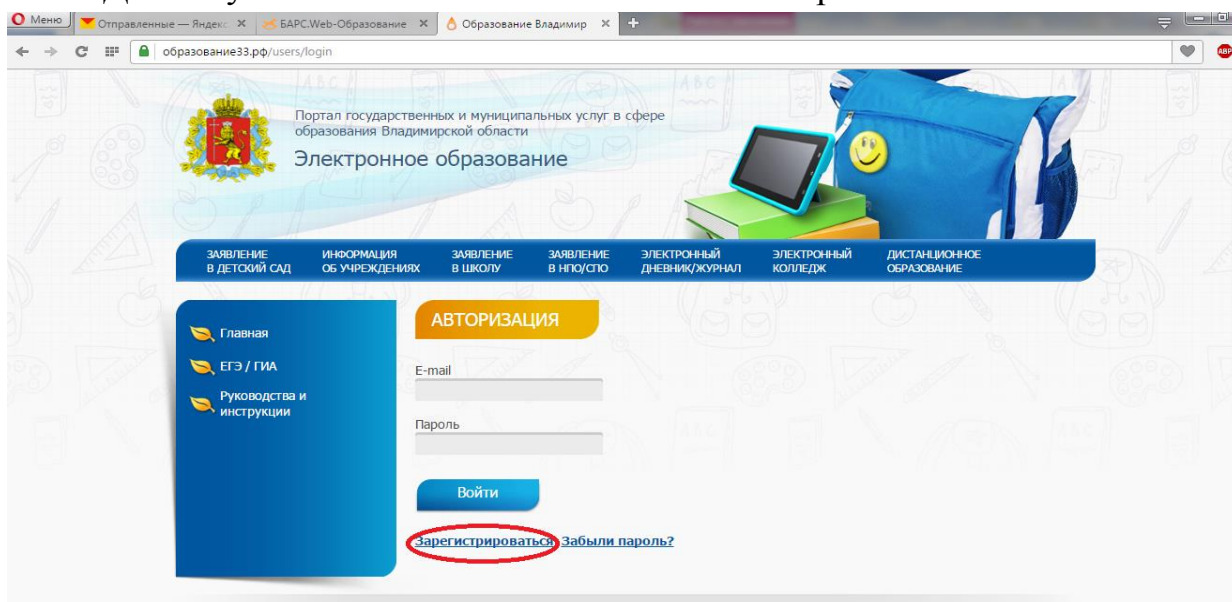 Меню
Отправленные — Яндекс
БАРС.Web-Образование
Образование Владимир
образование33.рф/users/login
ABP
Портал государственных и муниципальных услуг в сфере
образования Владимирской области
Электронное образование
ЗАЯВЛЕНИЕ
В ДЕТСКИЙ САД
ИНФОРМАЦИЯ
ОБ УЧРЕЖДЕНИЯХ
ЗАЯВЛЕНИЕ
В ШКОЛУ
ЗАЯВЛЕНИЕ
В НПО/СПО
ЭЛЕКТРОННЫЙ
ДНЕВНИК/ЖУРНАЛ
ЭЛЕКТРОННЫЙ
КОЛЛЕДЖ
ДИСТАНЦИОННОЕ
ОБРАЗОВАНИЕ
Главная
ЕГЭ / ГИА
Руководства и
инструкции
АВТОРИЗАЦИЯ
E-mail
Пароль
Войти
Зарегистрироваться Забыли пароль?